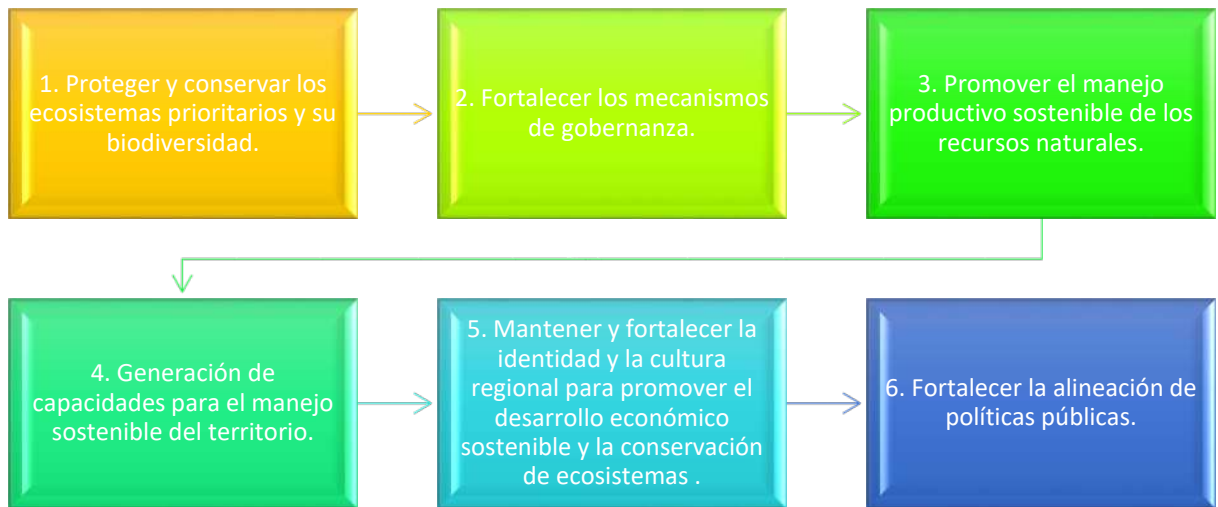 1. Proteger y conservar los
ecosistemas prioritarios y su
biodiversidad.
2. Fortalecer los mecanismos
de gobernanza.
3. Promover el manejo
productivo sostenible de los
recursos naturales.
4. Generación de
capacidades para el manejo
sostenible del territorio.
5. Mantener y fortalecer la
identidad y la cultura
regional para promover el
desarrollo económico
sostenible y la conservación
de ecosistemas .
6. Fortalecer la alineación de
políticas públicas.